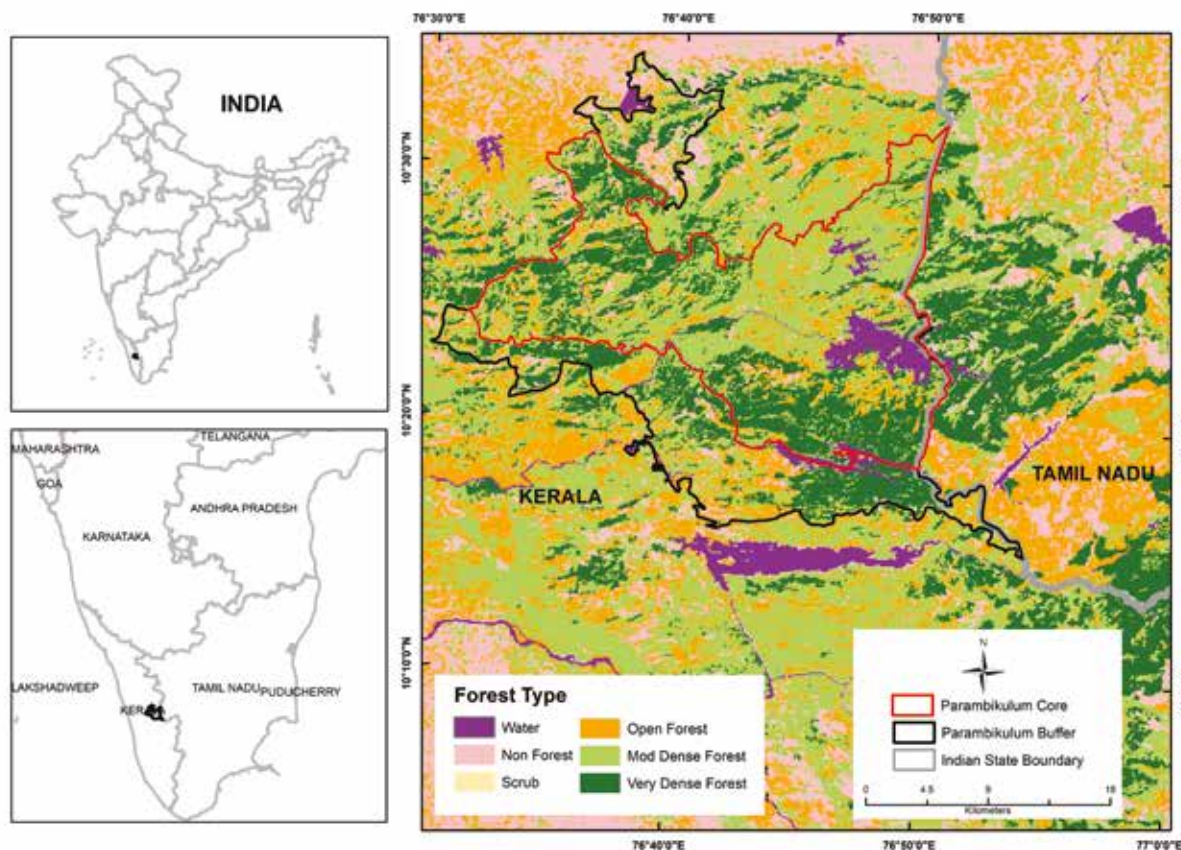 INDIA
MAHARASHTRA
TELANGANA
GOA
ANDHRA PRADESH
KARNATAKA
LAKSHADWEEP
KERALA
TAMIL NADU
PUDUCHERRY
76°30'0"E
76°40'0"E
76°50'0"E
10°30'0"N
10°20'0"N
10°10'0"N
KERALA
TAMIL NADU
Forest Type
Water
Non Forest
Scrub
Open Forest
Mod Dense Forest
Very Dense Forest
N
Parambikulum Core
Parambikulum Buffer
Indian State Boundary
0 4.5 9 18
Kilometers
76°40'0"E
76°50'0"E
77°0'0"E